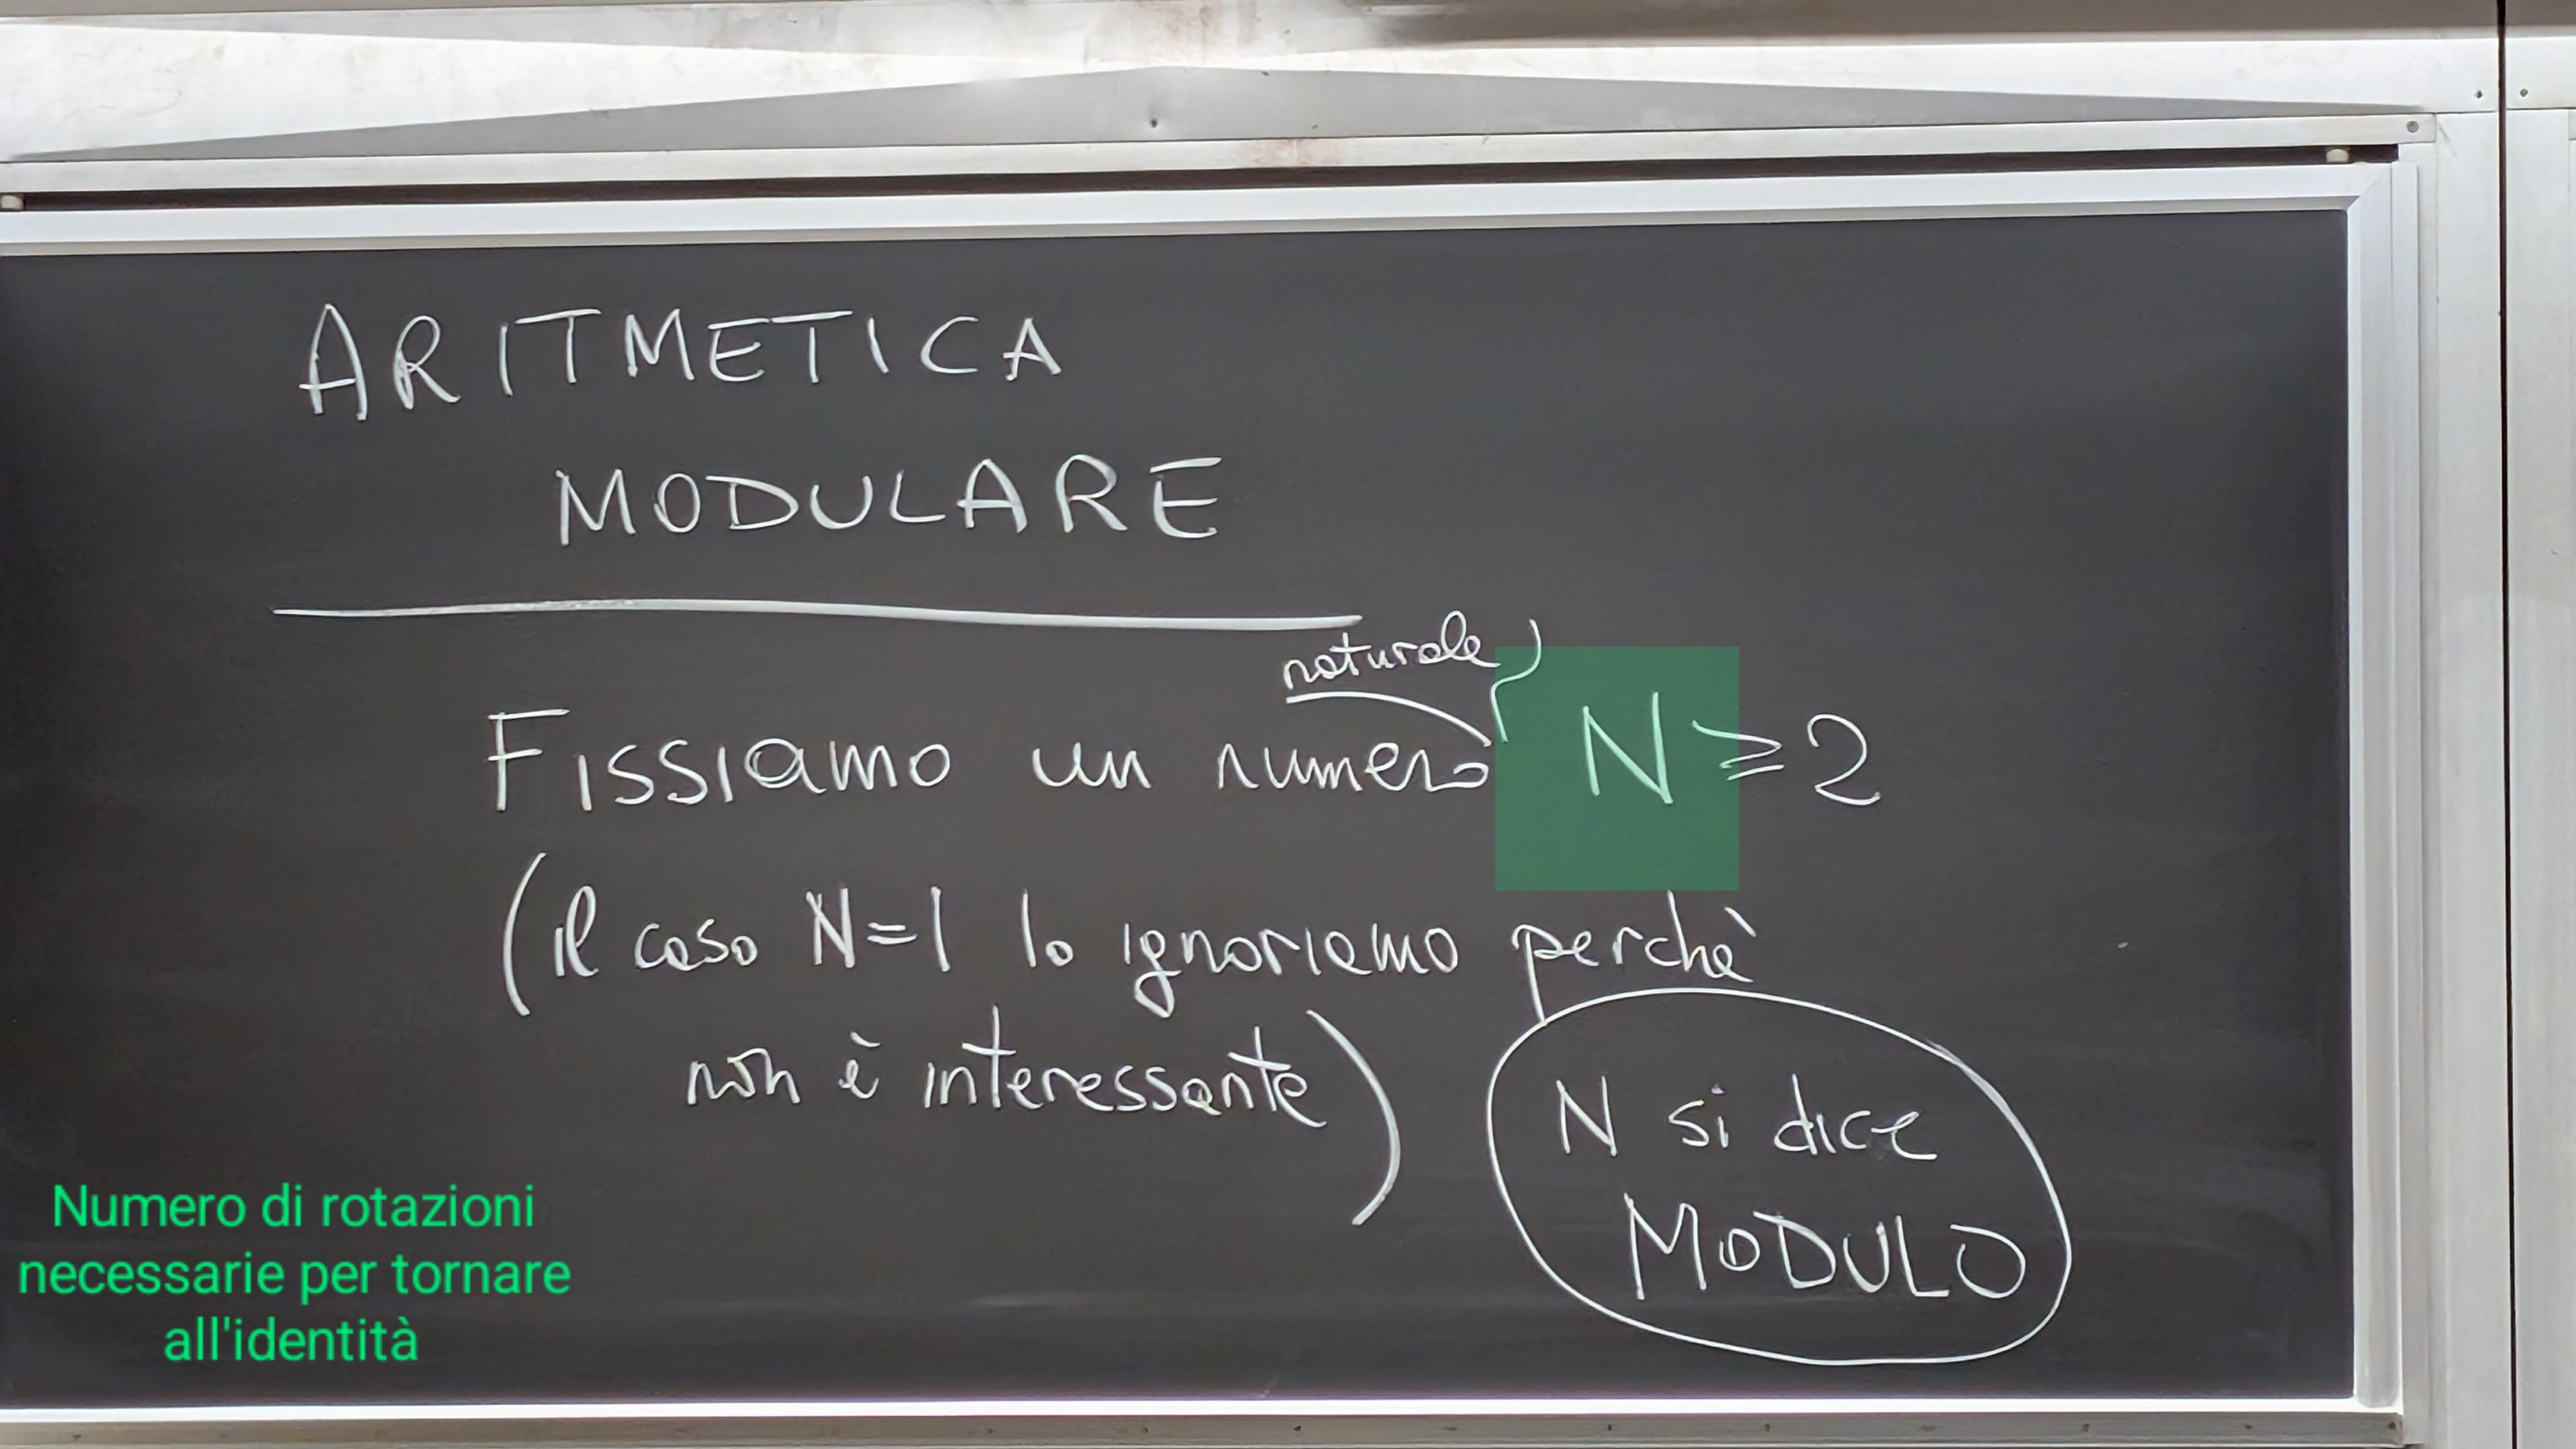 ARITMETICA
MODULARE
naturale
Fissiamo un numero N ≥ 2
(il caso N=1 lo ignoriamo perchè
non è interessante)
N si dice
MODULO
Numero di rotazioni
necessarie per tornare
all'identità